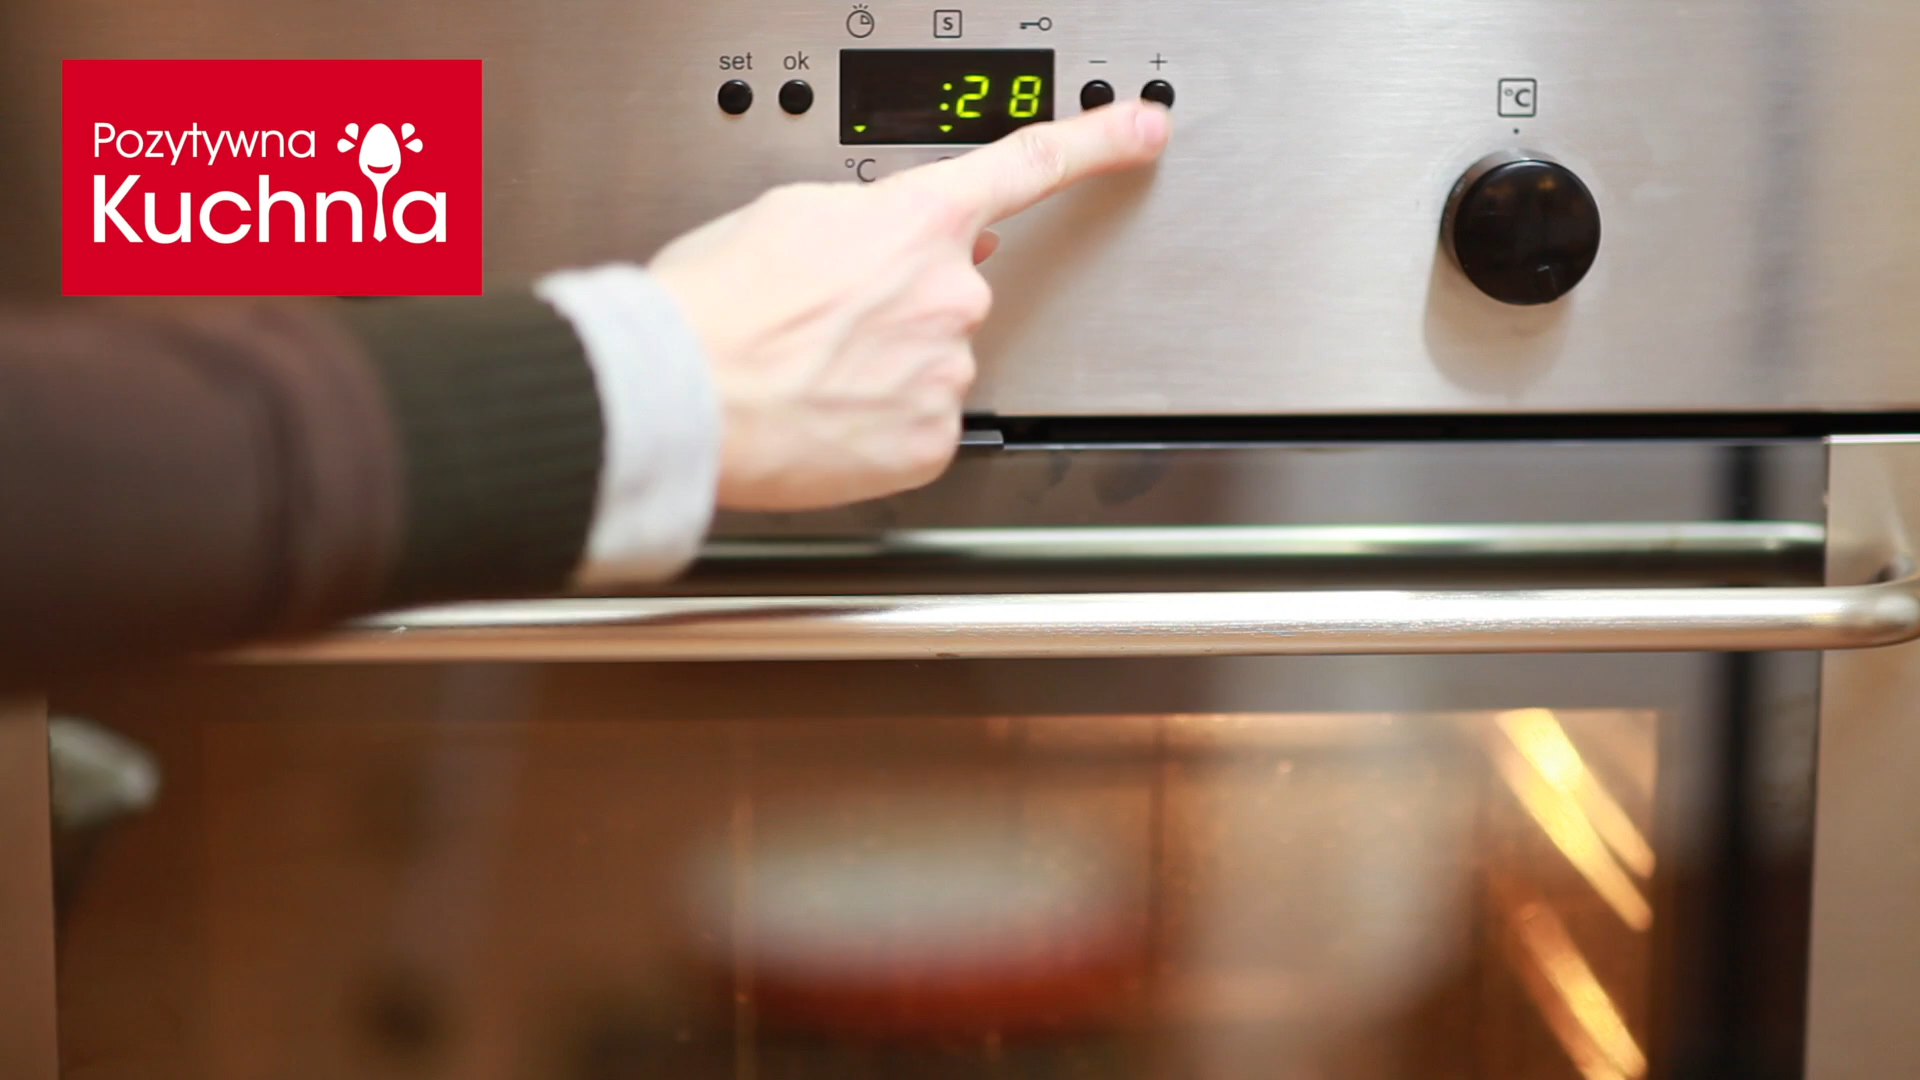 S
set ok :28 – +
°C
°C
Pozytywna
Kuchnia